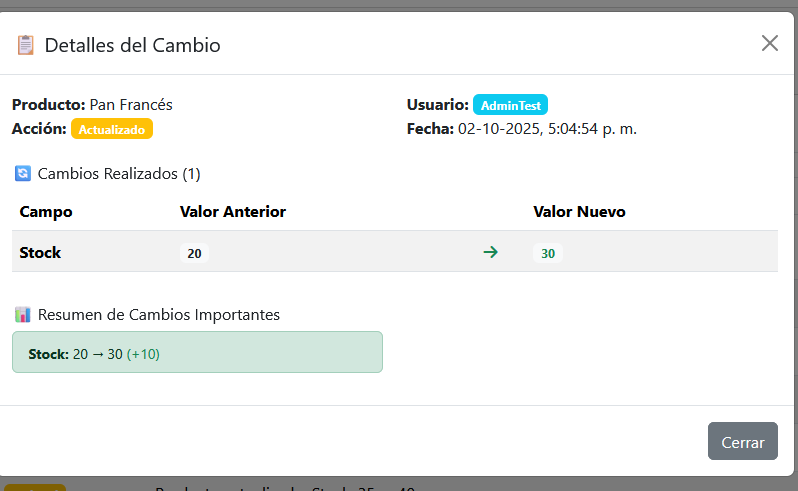 Detalles del Cambio
Producto: Pan Francés
Usuario: AdminTest
Acción: Actualizado
Fecha: 02-10-2025, 5:04:54 p. m.
Cambios Realizados (1)
Campo Valor Anterior Valor Nuevo
Stock 20 → 30
Resumen de Cambios Importantes
Stock: 20 → 30 (+10)
Cerrar